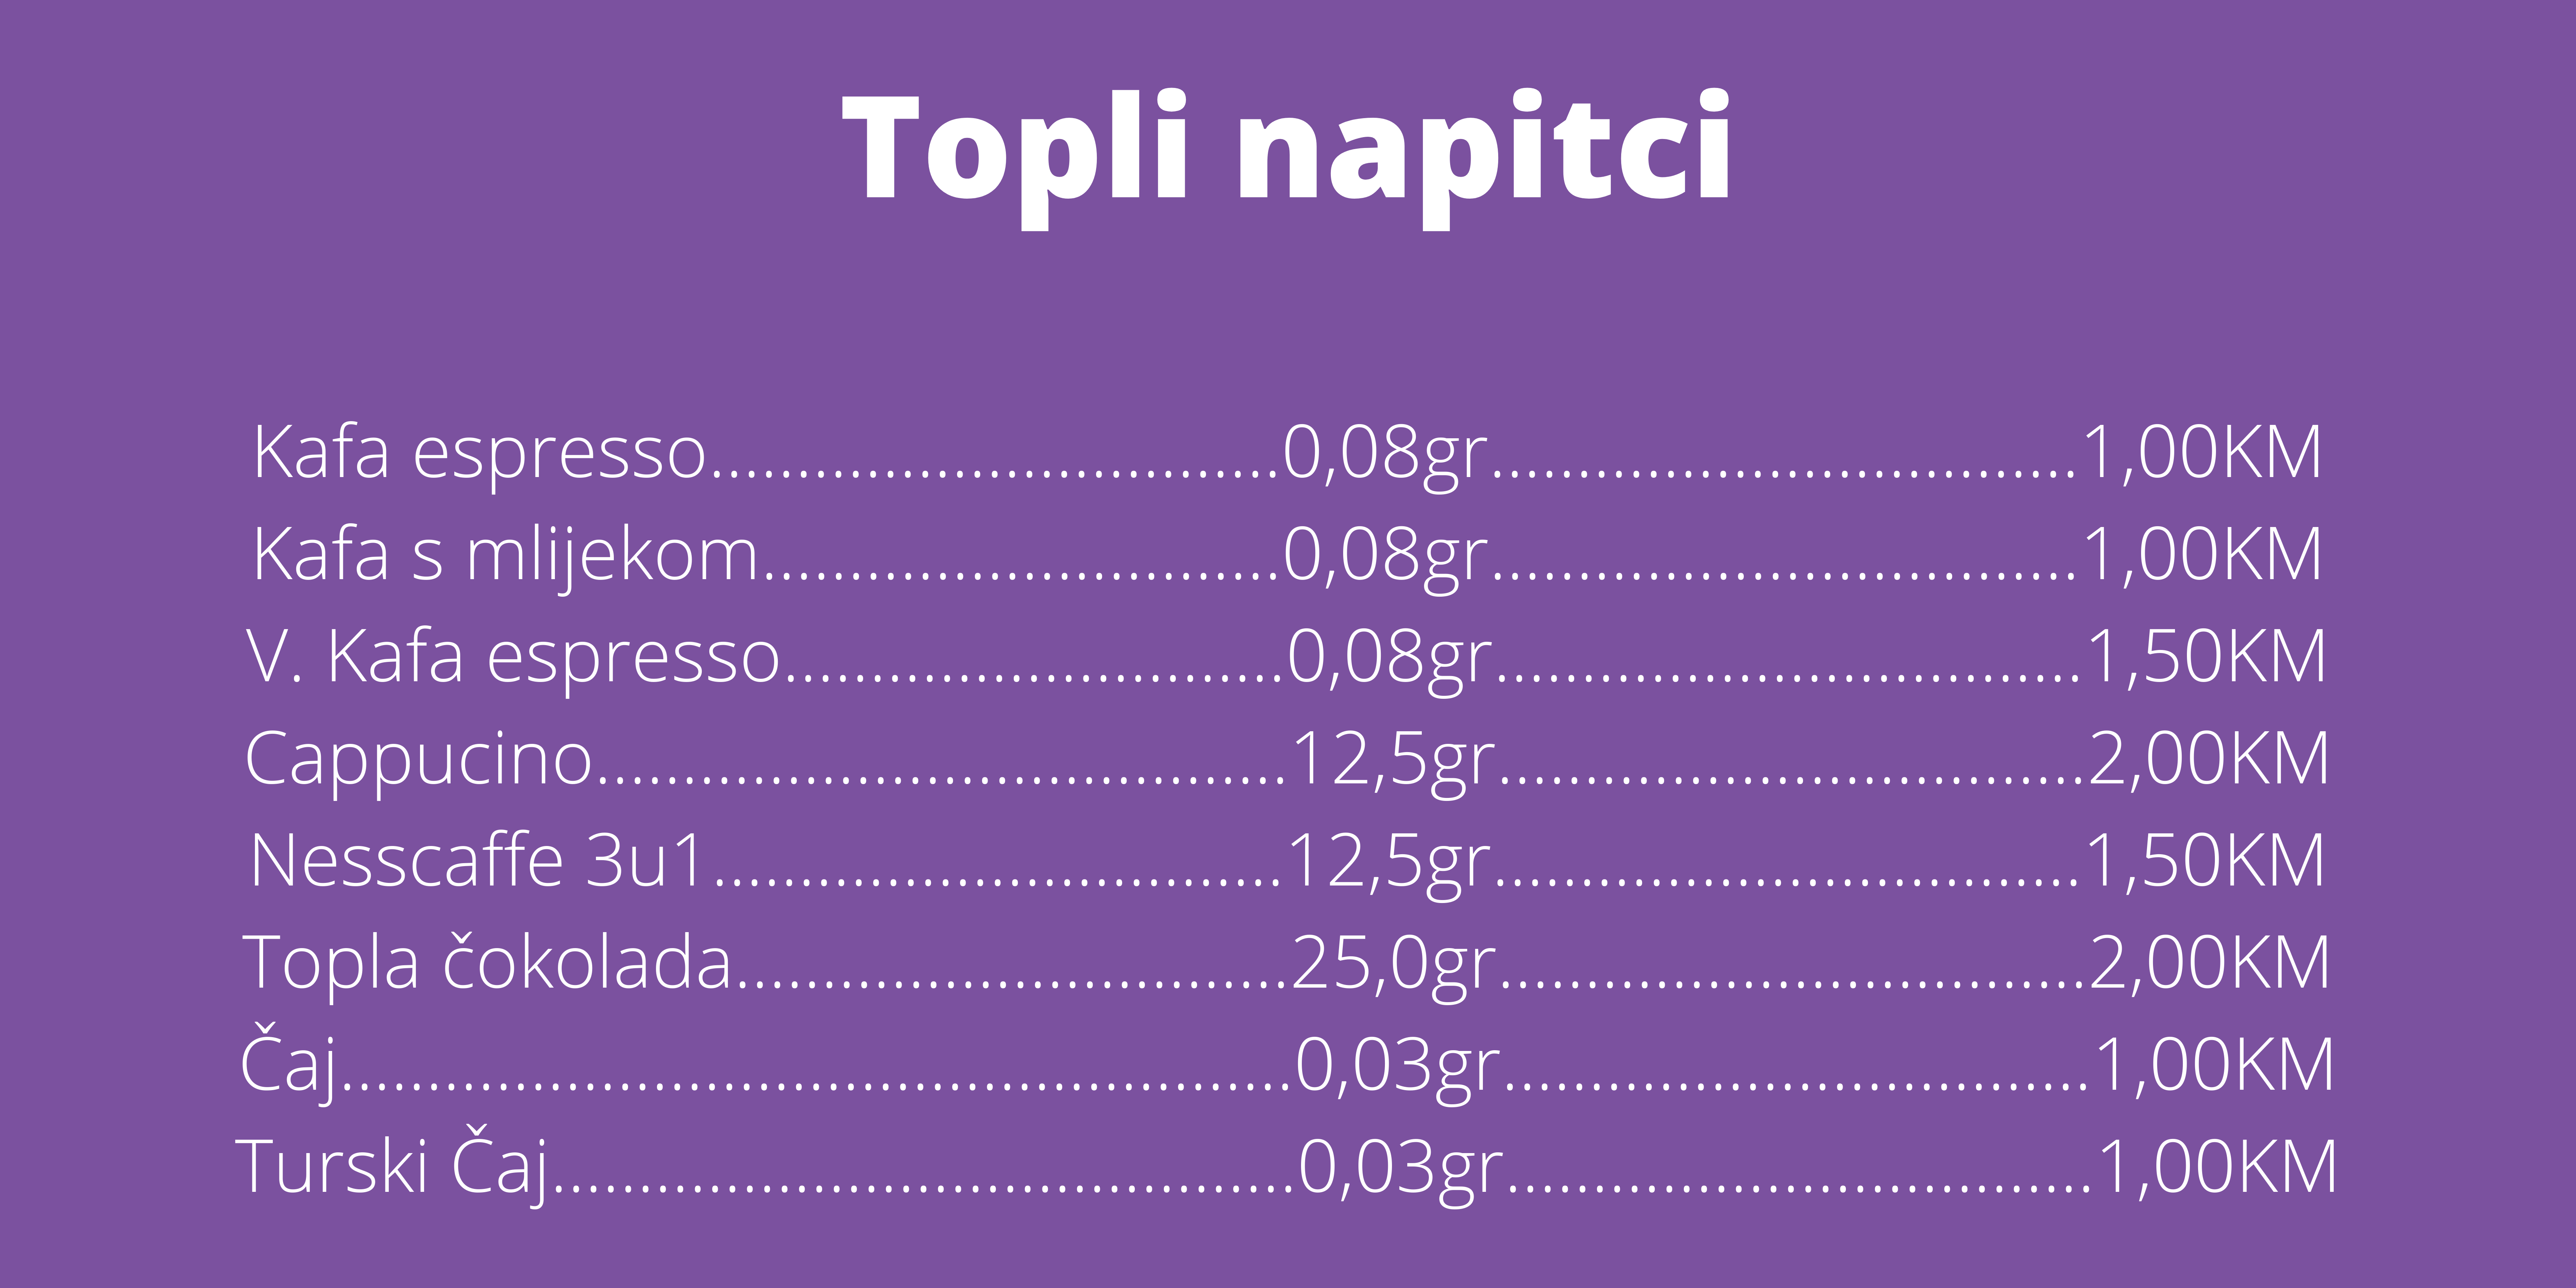 Topli napitci
Kafa espresso.................................0,08gr..................................1,00KM
Kafa s mlijekom..............................0,08gr..................................1,00KM
V. Kafa espresso.............................0,08gr..................................1,50KM
Cappucino........................................12,5gr..................................2,00KM
Nesscaffe 3u1.................................12,5gr..................................1,50KM
Topla čokolada................................25,0gr..................................2,00KM
Čaj.......................................................0,03gr..................................1,00KM
Turski Čaj...........................................0,03gr..................................1,00KM